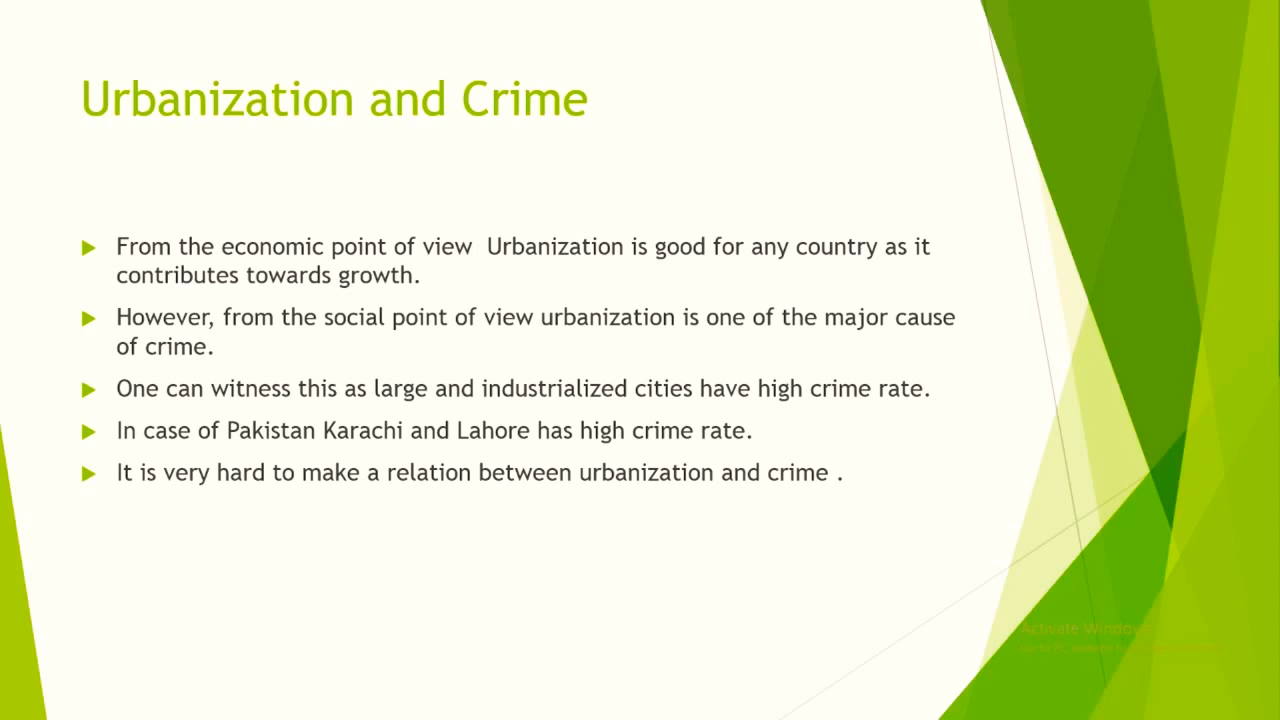 Urbanization and Crime
From the economic point of view  Urbanization is good for any country as it
contributes towards growth.
However, from the social point of view urbanization is one of the major cause
of crime.
One can witness this as large and industrialized cities have high crime rate.
In case of Pakistan Karachi and Lahore has high crime rate.
It is very hard to make a relation between urbanization and crime .
Activate Windows